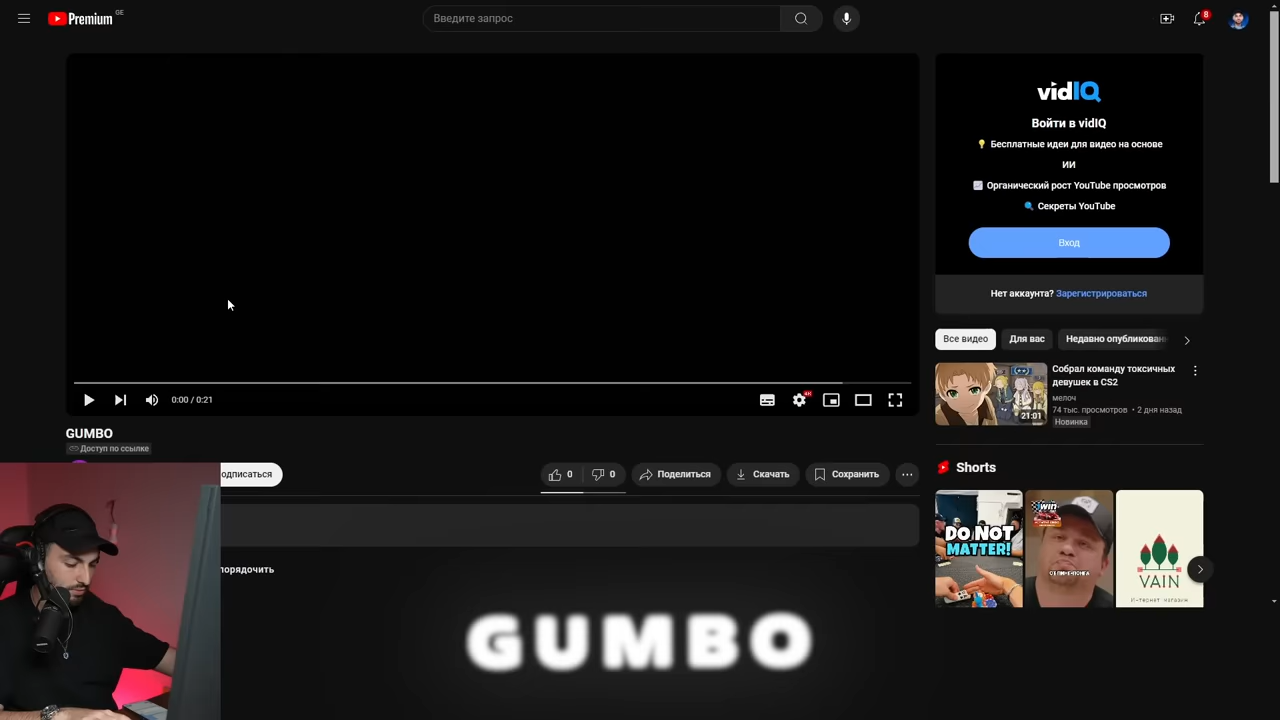 Premium GE
Введите запрос
8
vidIQ
Войти в vidIQ
💡 Бесплатные идеи для видео на основе
ИИ
📈 Органический рост YouTube просмотров
🔍 Секреты YouTube
Вход
Нет аккаунта? Зарегистрироваться
0:00 / 0:21
Все видео
Для вас
Недавно опубликован
Собрал команду токсичных
девушек в CS2
мелоч
74 тыс. просмотров • 2 дня назад
Новинка
21:01
GUMBO
Доступ по ссылке
одписаться
0
0
Поделиться
Скачать
Сохранить
Shorts
DO NOT
MATTER!
WIN
VAIN
Интернет магазин
порядочить
GUMBO